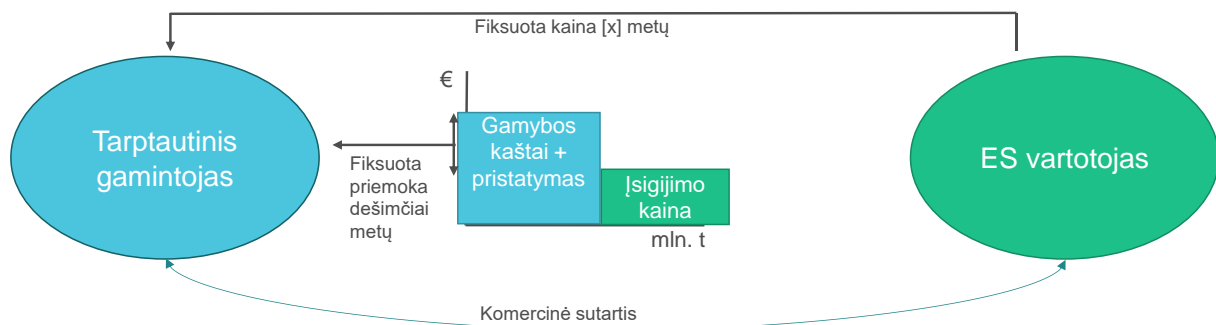 Fiksuota kaina [x] metų
Tarptautinis
gamintojas
€
Gamybos
kaštai +
pristatymas
Fiksuota
priemoka
dešimčiai
metų
Įsigijimo
kaina
mln. t
ES vartotojas
Komercinė sutartis